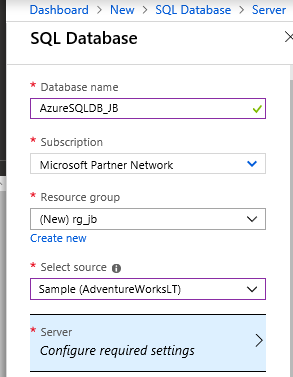 Dashboard > New > SQL Database > Server
SQL Database
* Database name
AzureSQLDB_JB
* Subscription
Microsoft Partner Network
* Resource group
(New) rg_jb
Create new
* Select source
Sample (AdventureWorksLT)
* Server
Configure required settings